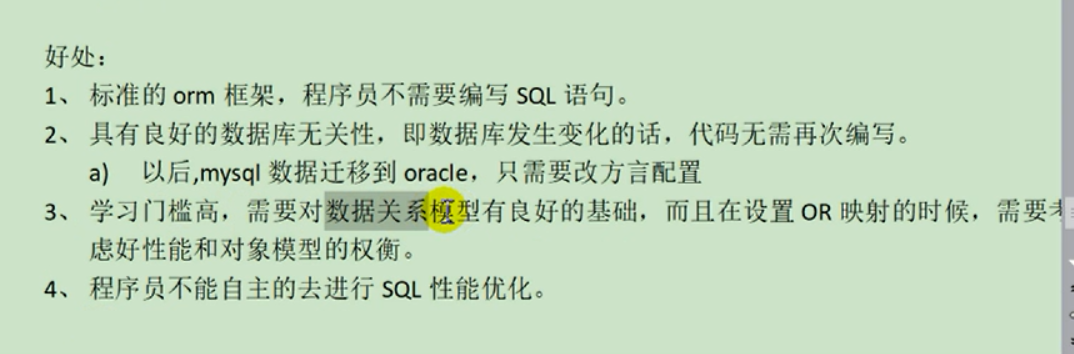 好处：
1、 标准的 orm 框架，程序员不需要编写 SQL 语句。
2、 具有良好的数据库无关性，即数据库发生变化的话，代码无需再次编写。
a) 以后,mysql 数据迁移到 oracle，只需要改方言配置
3、 学习门槛高，需要对数据关系模型有良好的基础，而且在设置 OR 映射的时候，需要考
虑好性能和对象模型的权衡。
4、 程序员不能自主的去进行 SQL 性能优化。